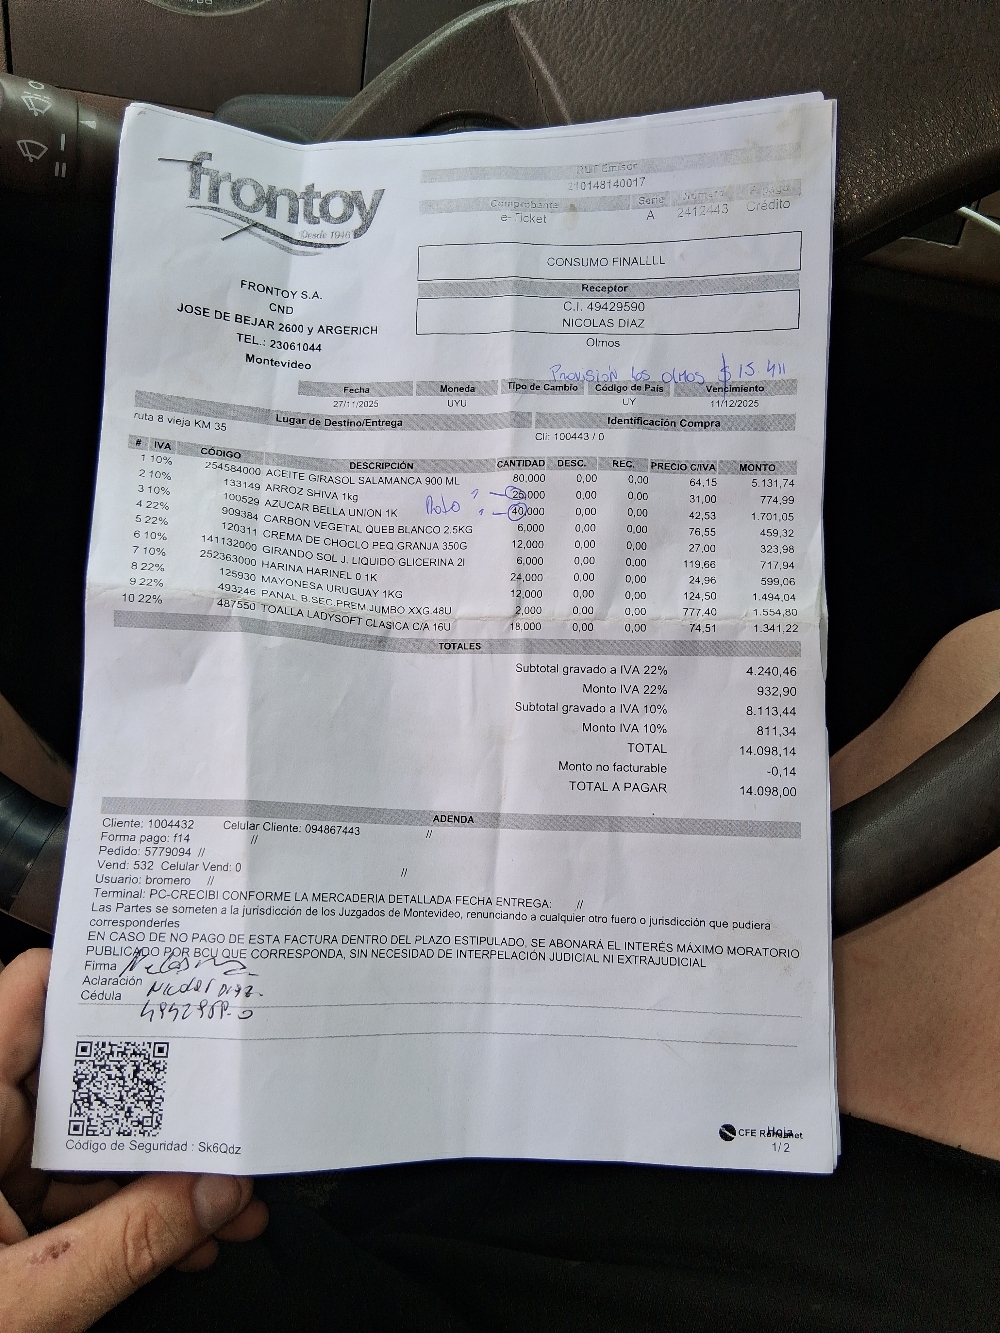 frontoy
Desde 1946
RUT Emisor
210148140017
Comprobante Serie Número Fpago
e-Ticket A 2412443 Crédito
CONSUMO FINALLLL
Receptor
C.I. 49429590
NICOLAS DIAZ
Olmos
FRONTOY S.A.
CND
JOSE DE BEJAR 2600 y ARGERICH
TEL.: 23061044
Montevideo
Provisión los olmos $ 15.411
Fecha Moneda Tipo de Cambio Código de País Vencimiento
27/11/2025 UYU UY 11/12/2025
Lugar de Destino/Entrega Identificación Compra
ruta 8 vieja KM 35 Cli: 100443 / 0
# IVA CÓDIGO DESCRIPCIÓN CANTIDAD DESC. REC. PRECIO C/IVA MONTO
1 10% 254584000 ACEITE GIRASOL SALAMANCA 900 ML 80,000 0,00 0,00 64,15 5.131,74
2 10% 133149 ARROZ SHIVA 1kg 25,000 0,00 0,00 31,00 774,99
3 10% 100529 AZUCAR BELLA UNION 1K 40,000 0,00 0,00 42,53 1.701,05
4 22% 909384 CARBON VEGETAL QUEB BLANCO 2.5KG 6,000 0,00 0,00 76,55 459,32
5 22% 120311 CREMA DE CHOCLO PEQ GRANJA 350G 12,000 0,00 0,00 27,00 323,98
6 10% 141132000 GIRANDO SOL J. LIQUIDO GLICERINA 2l 6,000 0,00 0,00 119,66 717,94
7 10% 252363000 HARINA HARINEL 0 1K 24,000 0,00 0,00 24,96 599,06
8 22% 125930 MAYONESA URUGUAY 1KG 12,000 0,00 0,00 124,50 1.494,04
9 22% 493246 PANAL B.SEC.PREM.JUMBO XXG.48U 2,000 0,00 0,00 777,40 1.554,80
10 22% 487550 TOALLA LADYSOFT CLASICA C/A 16U 18,000 0,00 0,00 74,51 1.341,22
TOTALES
Subtotal gravado a IVA 22% 4.240,46
Monto IVA 22% 932,90
Subtotal gravado a IVA 10% 8.113,44
Monto IVA 10% 811,34
TOTAL 14.098,14
Monto no facturable -0,14
TOTAL A PAGAR 14.098,00
ADENDA
Cliente: 1004432 Celular Cliente: 094867443 //
Forma pago: f14 //
Pedido: 5779094 //
Vend: 532 Celular Vend: 0 //
Usuario: bromero //
Terminal: PC-CRECIBI CONFORME LA MERCADERIA DETALLADA FECHA ENTREGA: //
Las Partes se someten a la jurisdicción de los Juzgados de Montevideo, renunciando a cualquier otro fuero o jurisdicción que pudiera
corresponderles
EN CASO DE NO PAGO DE ESTA FACTURA DENTRO DEL PLAZO ESTIPULADO, SE ABONARÁ EL INTERÉS MÁXIMO MORATORIO
PUBLICADO POR BCU QUE CORRESPONDA, SIN NECESIDAD DE INTERPELACIÓN JUDICIAL NI EXTRAJUDICIAL
Firma
Aclaración
Cédula
Código de Seguridad : Sk6Qdz
CFE
Hoja
1/ 2